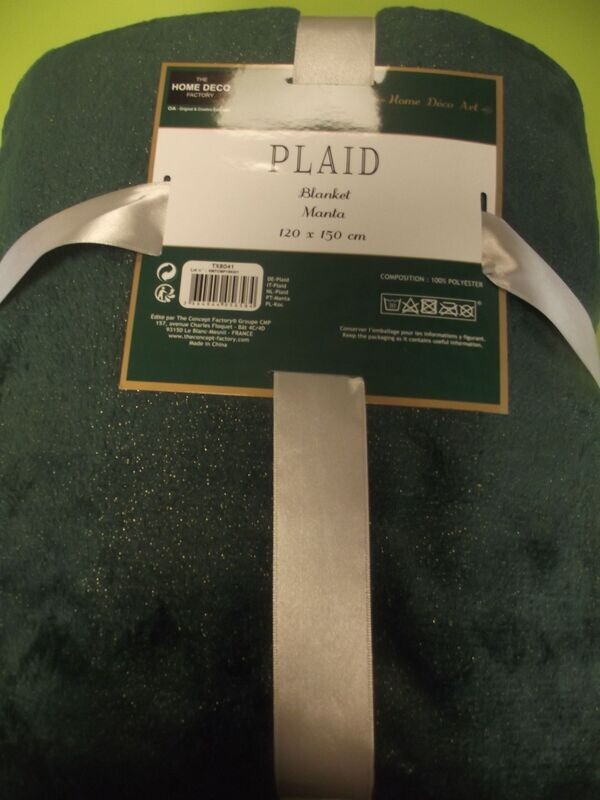 THE
HOME DECO
FACTORY
Home Déco Art
PLAID
Blanket
Manta
120 x 150 cm
TX8041
DE-Plaid
IT-Plaid
NL-Plaid
PT-Manta
PL-Koc
COMPOSITION : 100% POLYESTER
Edité par The Concept Factory® Groupe CMP
157, avenue Charles Floquet - Bât 4C/4D
93150 Le Blanc-Mesnil - FRANCE
www.theconcept-factory.com
Made in China
Conserver l'emballage pour les informations y figurant.
Keep the packaging as it contains useful information.